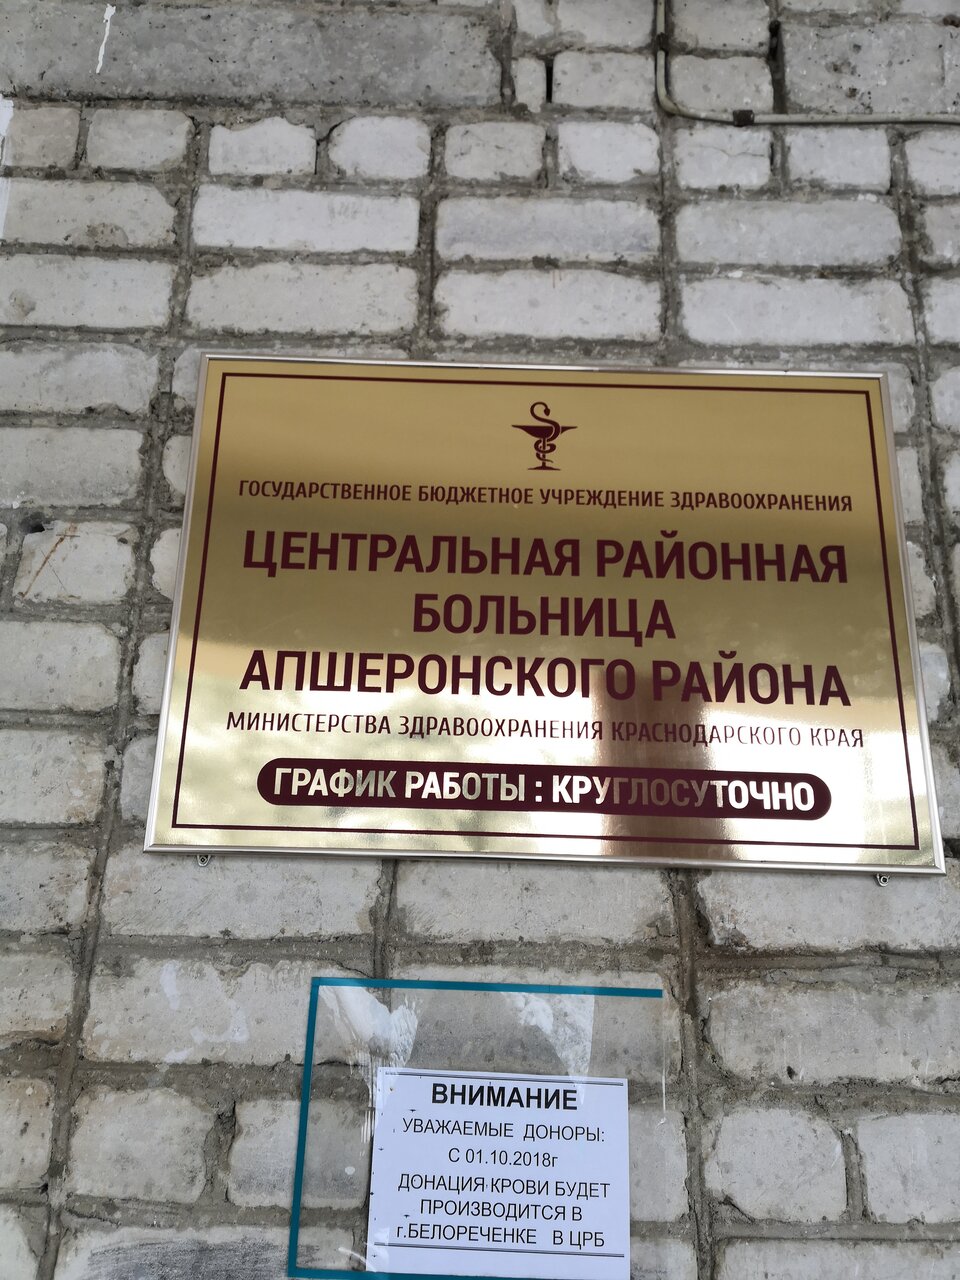 ГОСУДАРСТВЕННОЕ БЮДЖЕТНОЕ УЧРЕЖДЕНИЕ ЗДРАВООХРАНЕНИЯ
ЦЕНТРАЛЬНАЯ РАЙОННАЯ
БОЛЬНИЦА
АПШЕРОНСКОГО РАЙОНА
МИНИСТЕРСТВА ЗДРАВООХРАНЕНИЯ КРАСНОДАРСКОГО КРАЯ
ГРАФИК РАБОТЫ : КРУГЛОСУТОЧНО
ВНИМАНИЕ
УВАЖАЕМЫЕ ДОНОРЫ:
С 01.10.2018г
ДОНАЦИЯ КРОВИ БУДЕТ
ПРОИЗВОДИТСЯ В
г.БЕЛОРЕЧЕНКЕ В ЦРБ